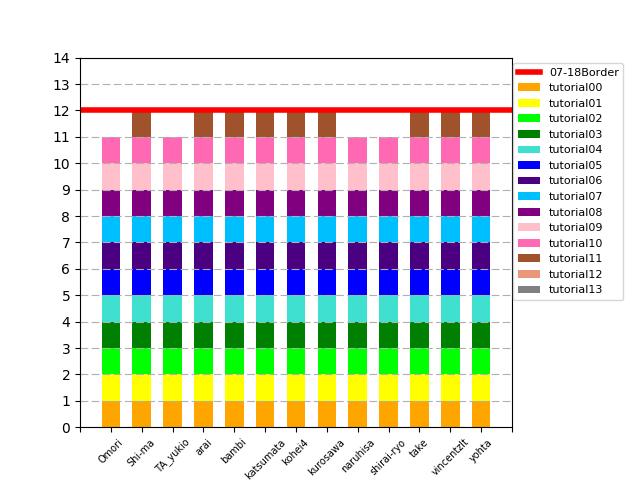 14
13
12
11
10
9
8
7
6
5
4
3
2
1
0
07-18Border
tutorial00
tutorial01
tutorial02
tutorial03
tutorial04
tutorial05
tutorial06
tutorial07
tutorial08
tutorial09
tutorial10
tutorial11
tutorial12
tutorial13
Omori
Shi-ma
TA_yukio
arai
bambi
katsumata
kohei4
kurosawa
naruhisa
shirai-ryo
take
vincentzlt
yohta